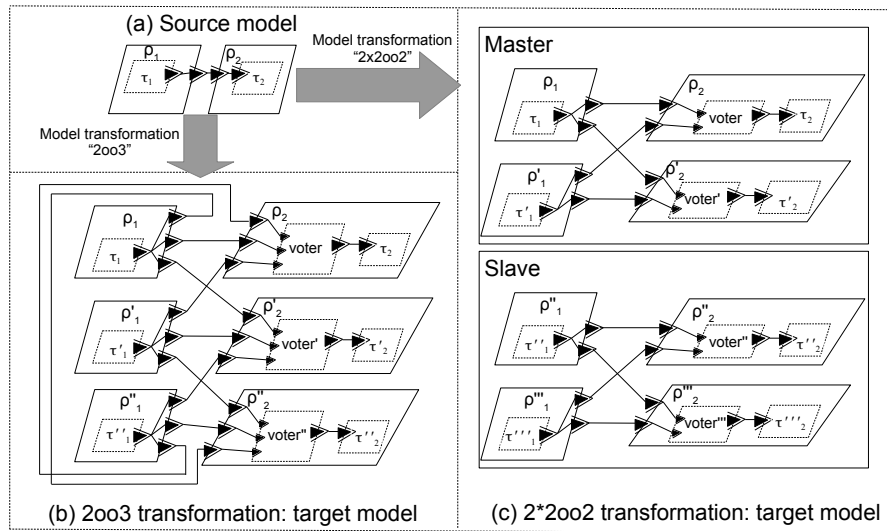 (a) Source model
ρ1
τ1
ρ2
τ2
Model transformation
“2x2oo2”
Model transformation
“2oo3”
ρ1
τ1
ρ2
voter
τ2
ρ'1
τ'1
ρ'2
voter'
τ'2
ρ''1
τ''1
ρ''2
voter''
τ''2
(b) 2oo3 transformation: target model
Master
ρ1
τ1
ρ2
voter
τ2
ρ'1
τ'1
ρ'2
voter'
τ'2
Slave
ρ''1
τ''1
ρ''2
voter''
τ''2
ρ'''1
τ'''1
ρ'''2
voter'''
τ'''2
(c) 2*2oo2 transformation: target model